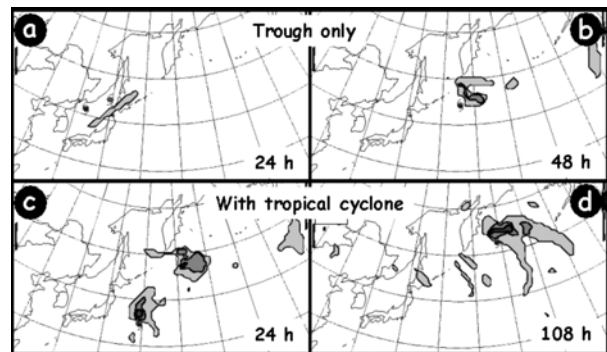 a
Trough only
b
24 h
48 h
c
With tropical cyclone
d
24 h
108 h